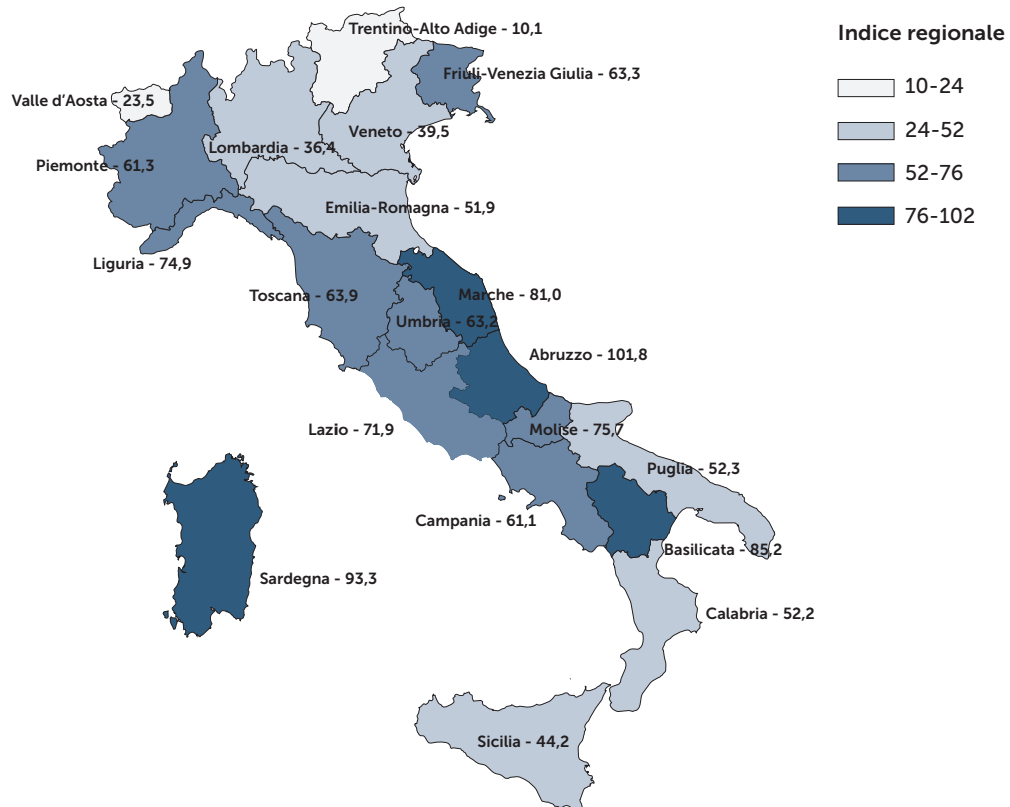 Trentino-Alto Adige - 10,1
Indice regionale
Friuli-Venezia Giulia - 63,3
10-24
Valle d'Aosta - 23,5
24-52
Veneto - 39,5
Lombardia - 36,4
Piemonte - 61,3
52-76
Emilia-Romagna - 51,9
76-102
Liguria - 74,9
Toscana - 63,9
Marche - 81,0
Umbria - 63,2
Abruzzo - 101,8
Lazio - 71,9
Molise - 75,7
Puglia - 52,3
Campania - 61,1
Basilicata - 85,2
Sardegna - 93,3
Calabria - 52,2
Sicilia - 44,2